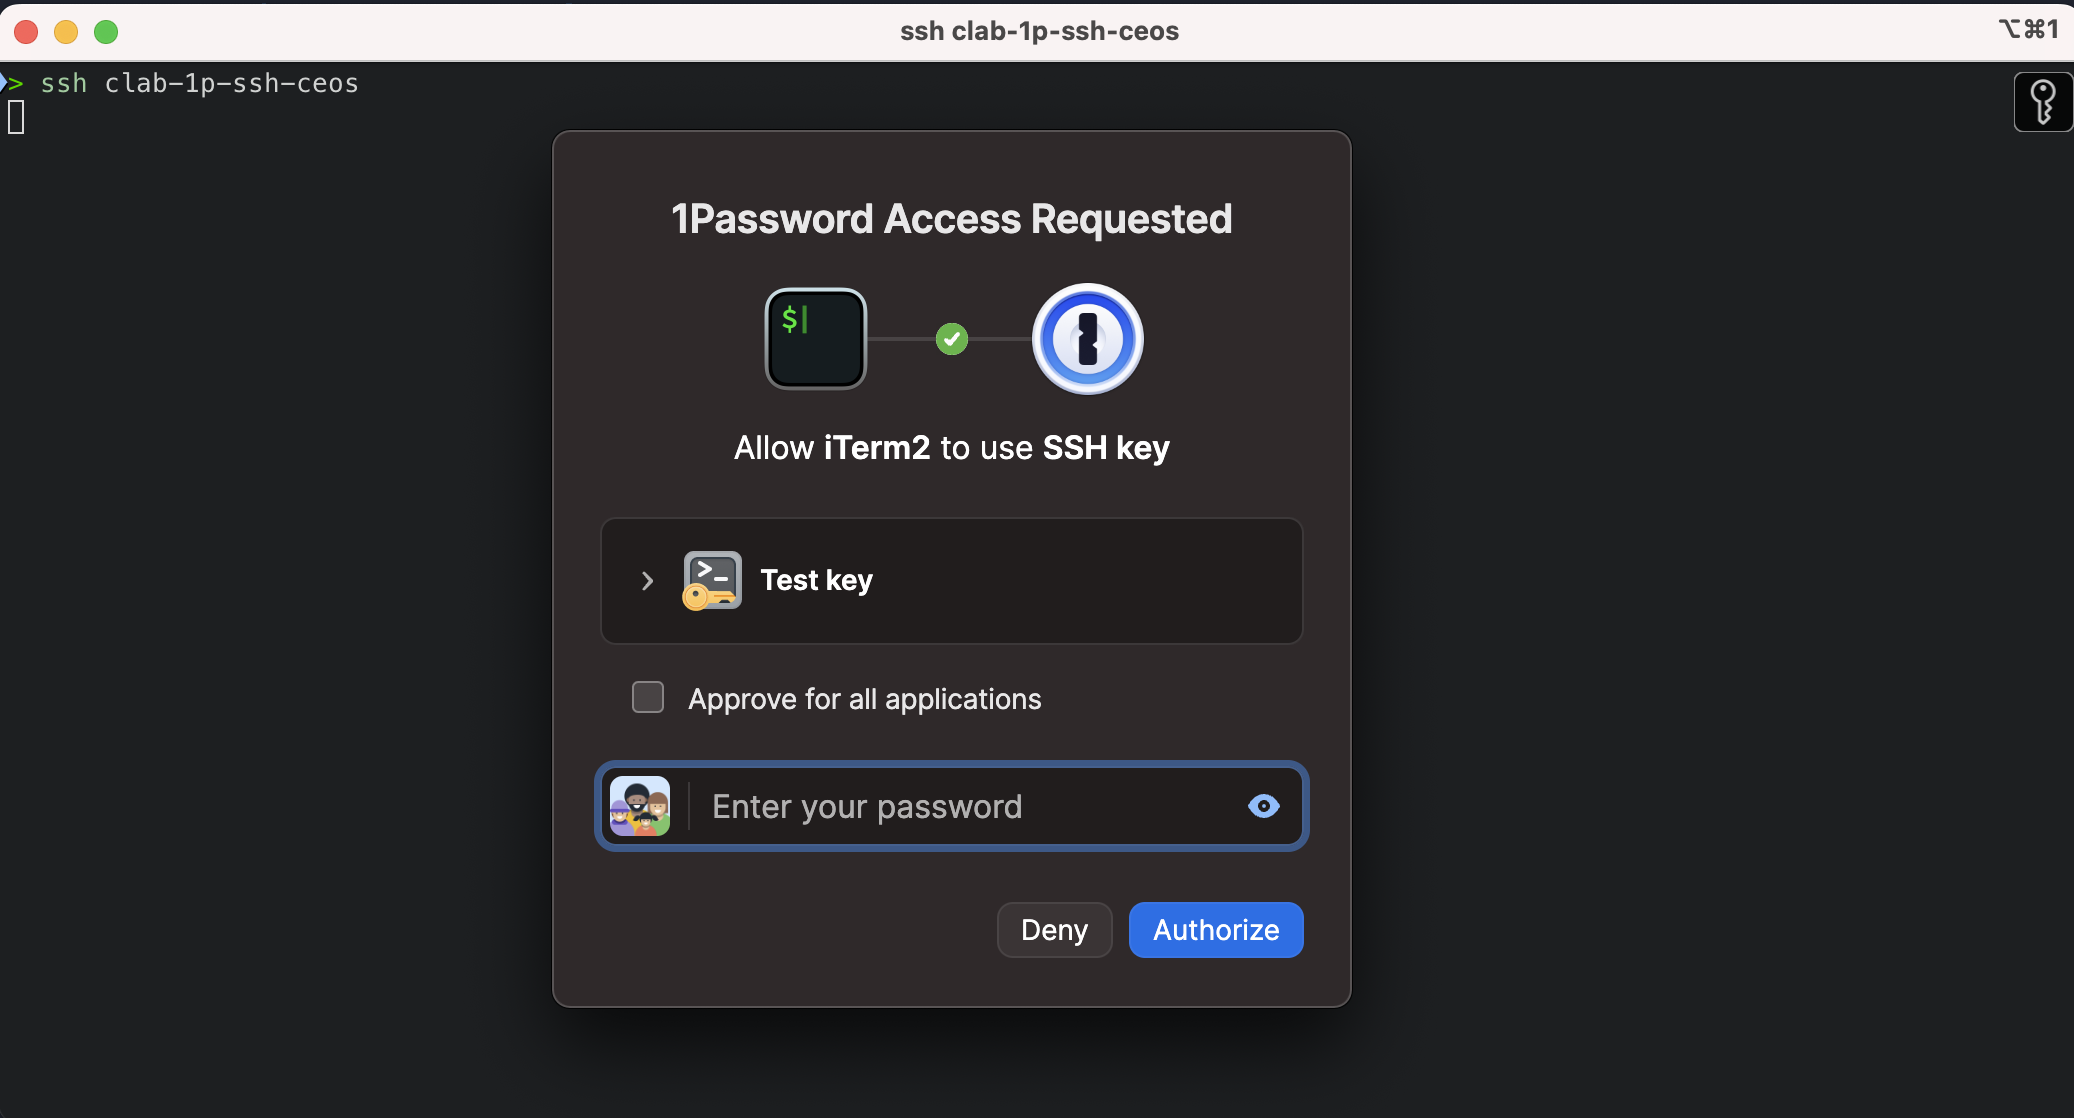 ssh clab-1p-ssh-ceos
⌥⌘1
> ssh clab-1p-ssh-ceos
1Password Access Requested
$
Allow iTerm2 to use SSH key
>_
Test key
Approve for all applications
Enter your password
Deny
Authorize